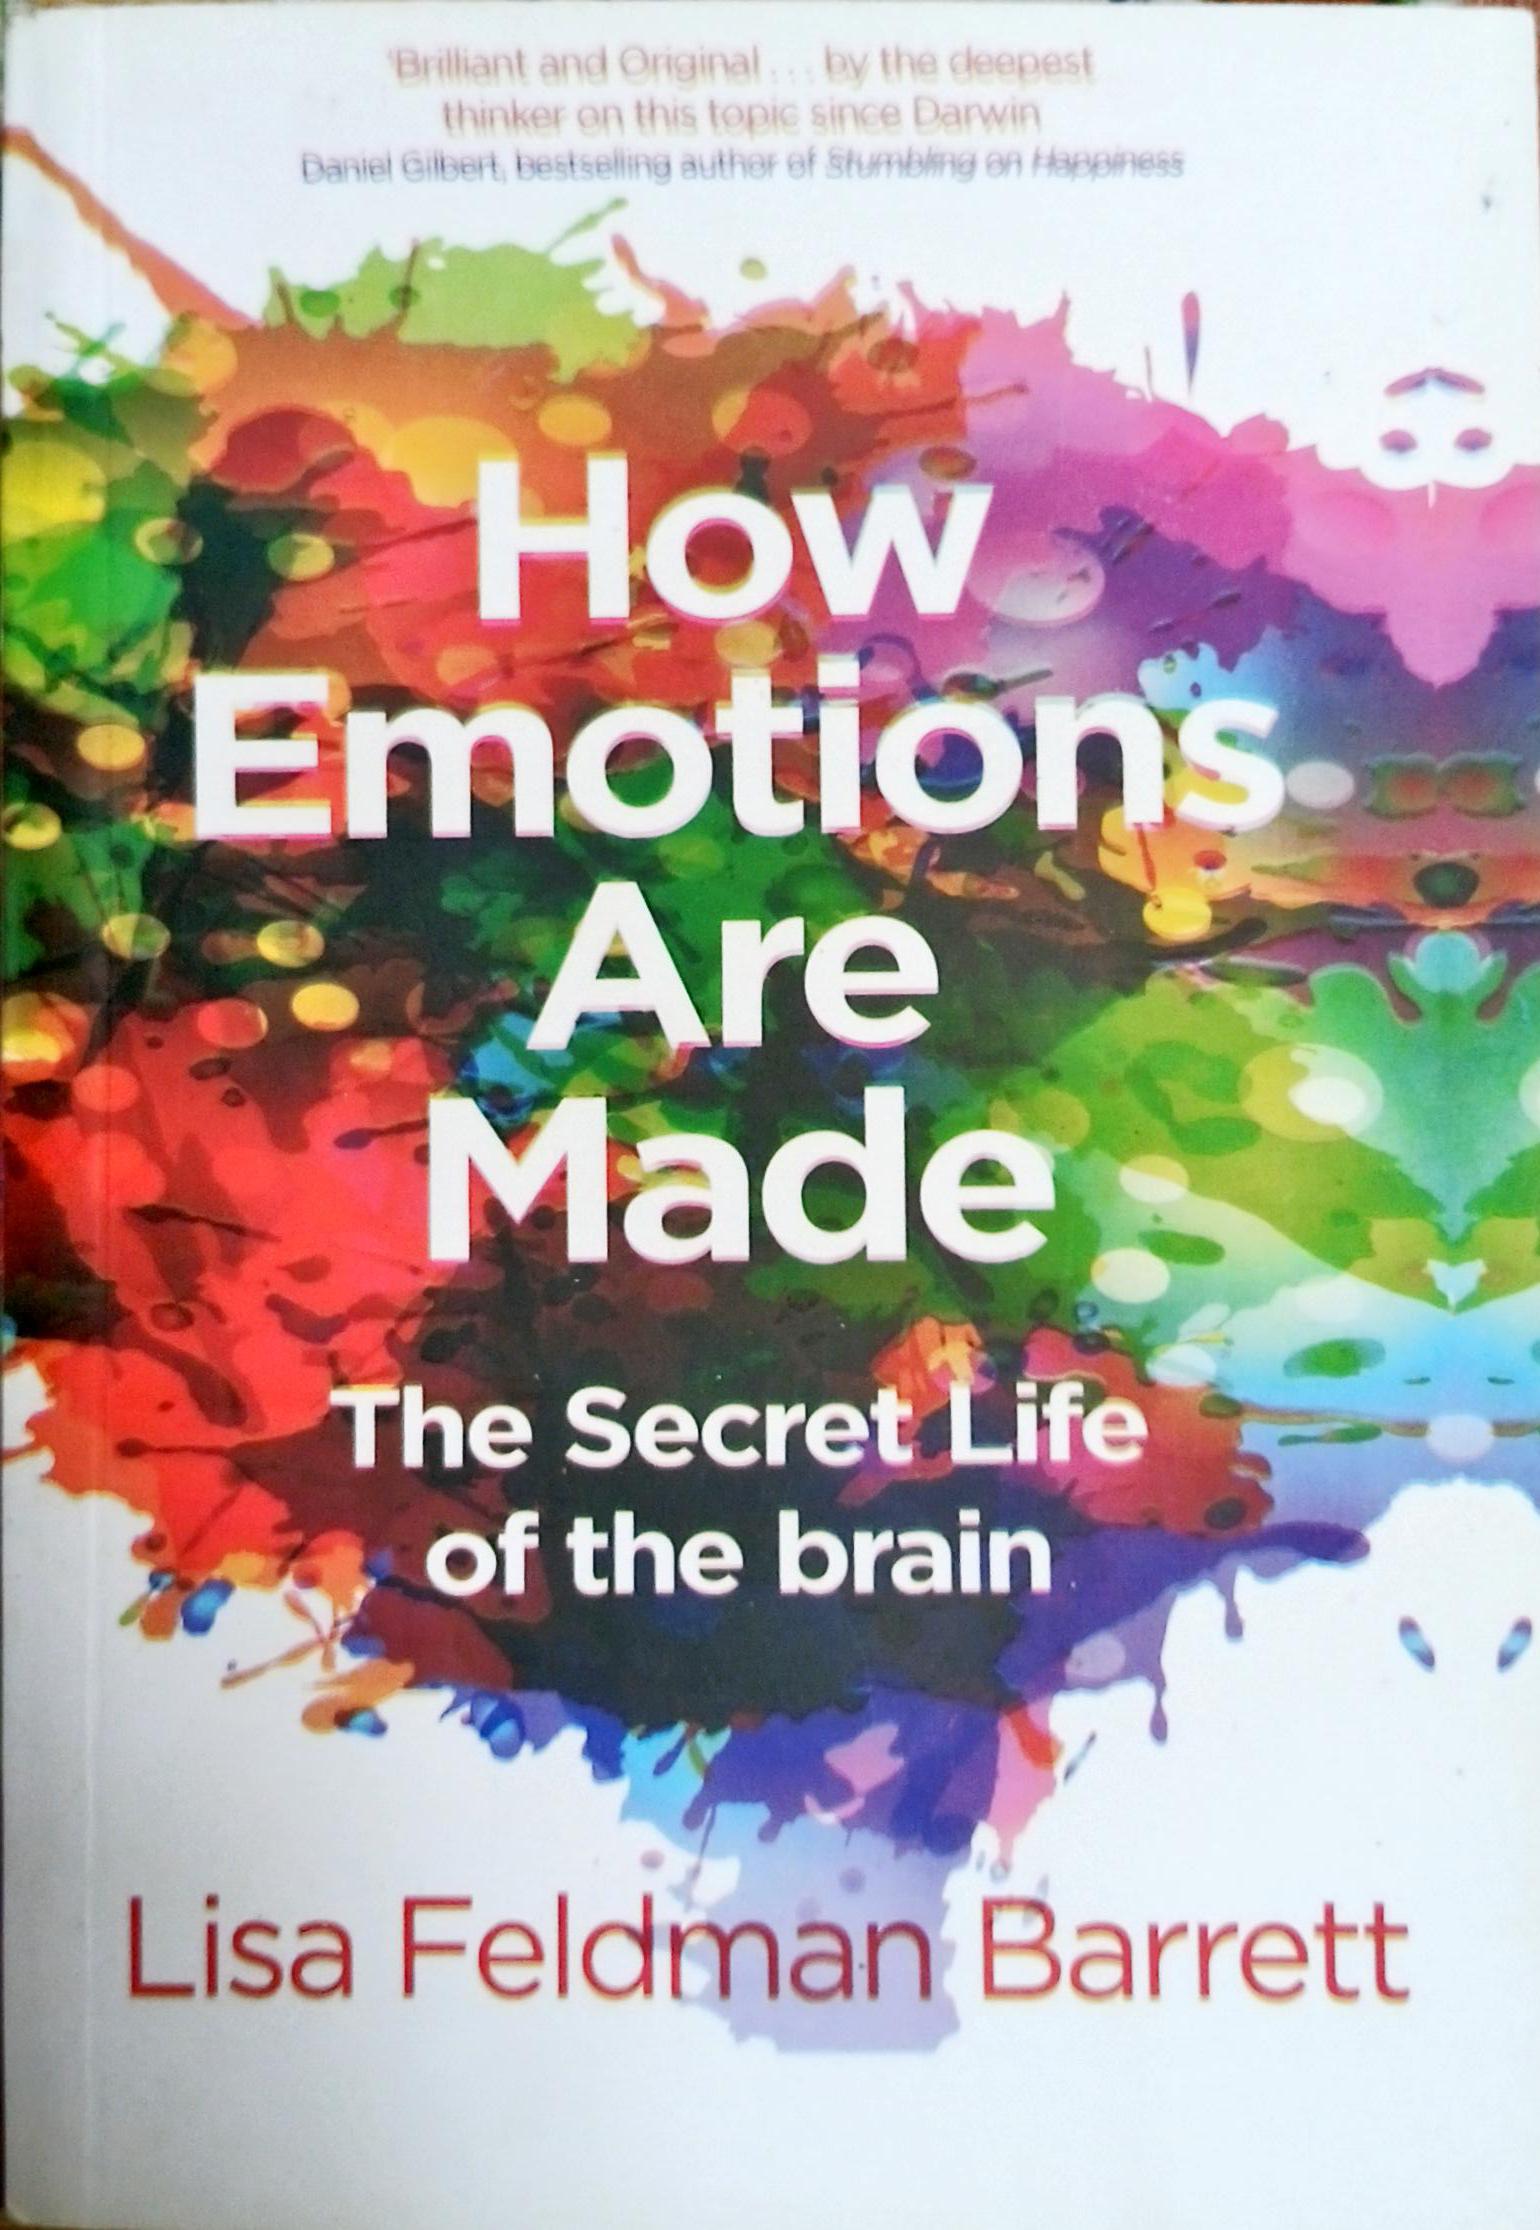 'Brilliant and Original . . . by the deepest
thinker on this topic since Darwin
Daniel Gilbert, bestselling author of Stumbling on Happiness
How
Emotions
Are
Made
The Secret Life
of the brain
Lisa Feldman Barrett